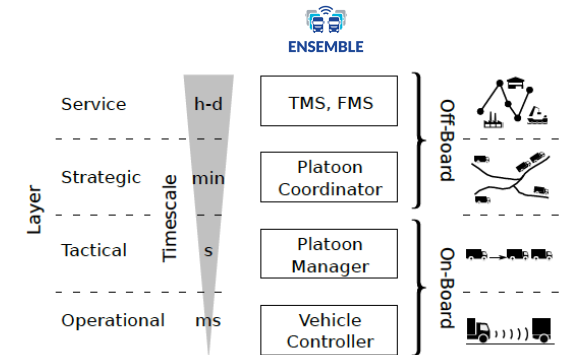 ENSEMBLE
Service
h-d
TMS, FMS
Strategic
min
Platoon
Coordinator
Tactical
s
Platoon
Manager
Operational
ms
Vehicle
Controller
Layer
Timescale
Off-Board
On-Board